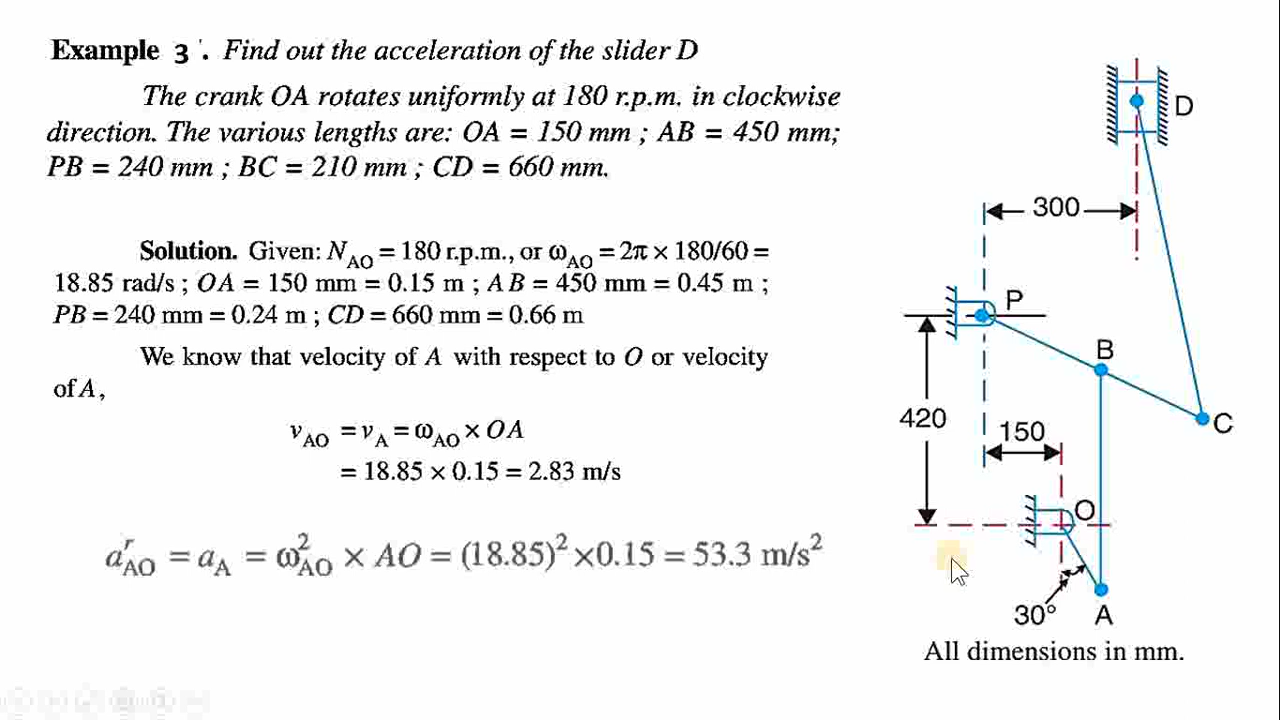 Example 3 . Find out the acceleration of the slider D
The crank OA rotates uniformly at 180 r.p.m. in clockwise
direction. The various lengths are: OA = 150 mm ; AB = 450 mm;
PB = 240 mm ; BC = 210 mm ; CD = 660 mm.
Solution. Given: N_AO = 180 r.p.m., or ω_AO = 2π × 180/60 =
18.85 rad/s ; OA = 150 mm = 0.15 m ; AB = 450 mm = 0.45 m ;
PB = 240 mm = 0.24 m ; CD = 660 mm = 0.66 m
We know that velocity of A with respect to O or velocity
of A,
v_AO = v_A = ω_AO × OA
= 18.85 × 0.15 = 2.83 m/s
a^r_AO = a_A = ω²_AO × AO = (18.85)² ×0.15 = 53.3 m/s²
D
300
P
B
C
420
150
O
30°
A
All dimensions in mm.